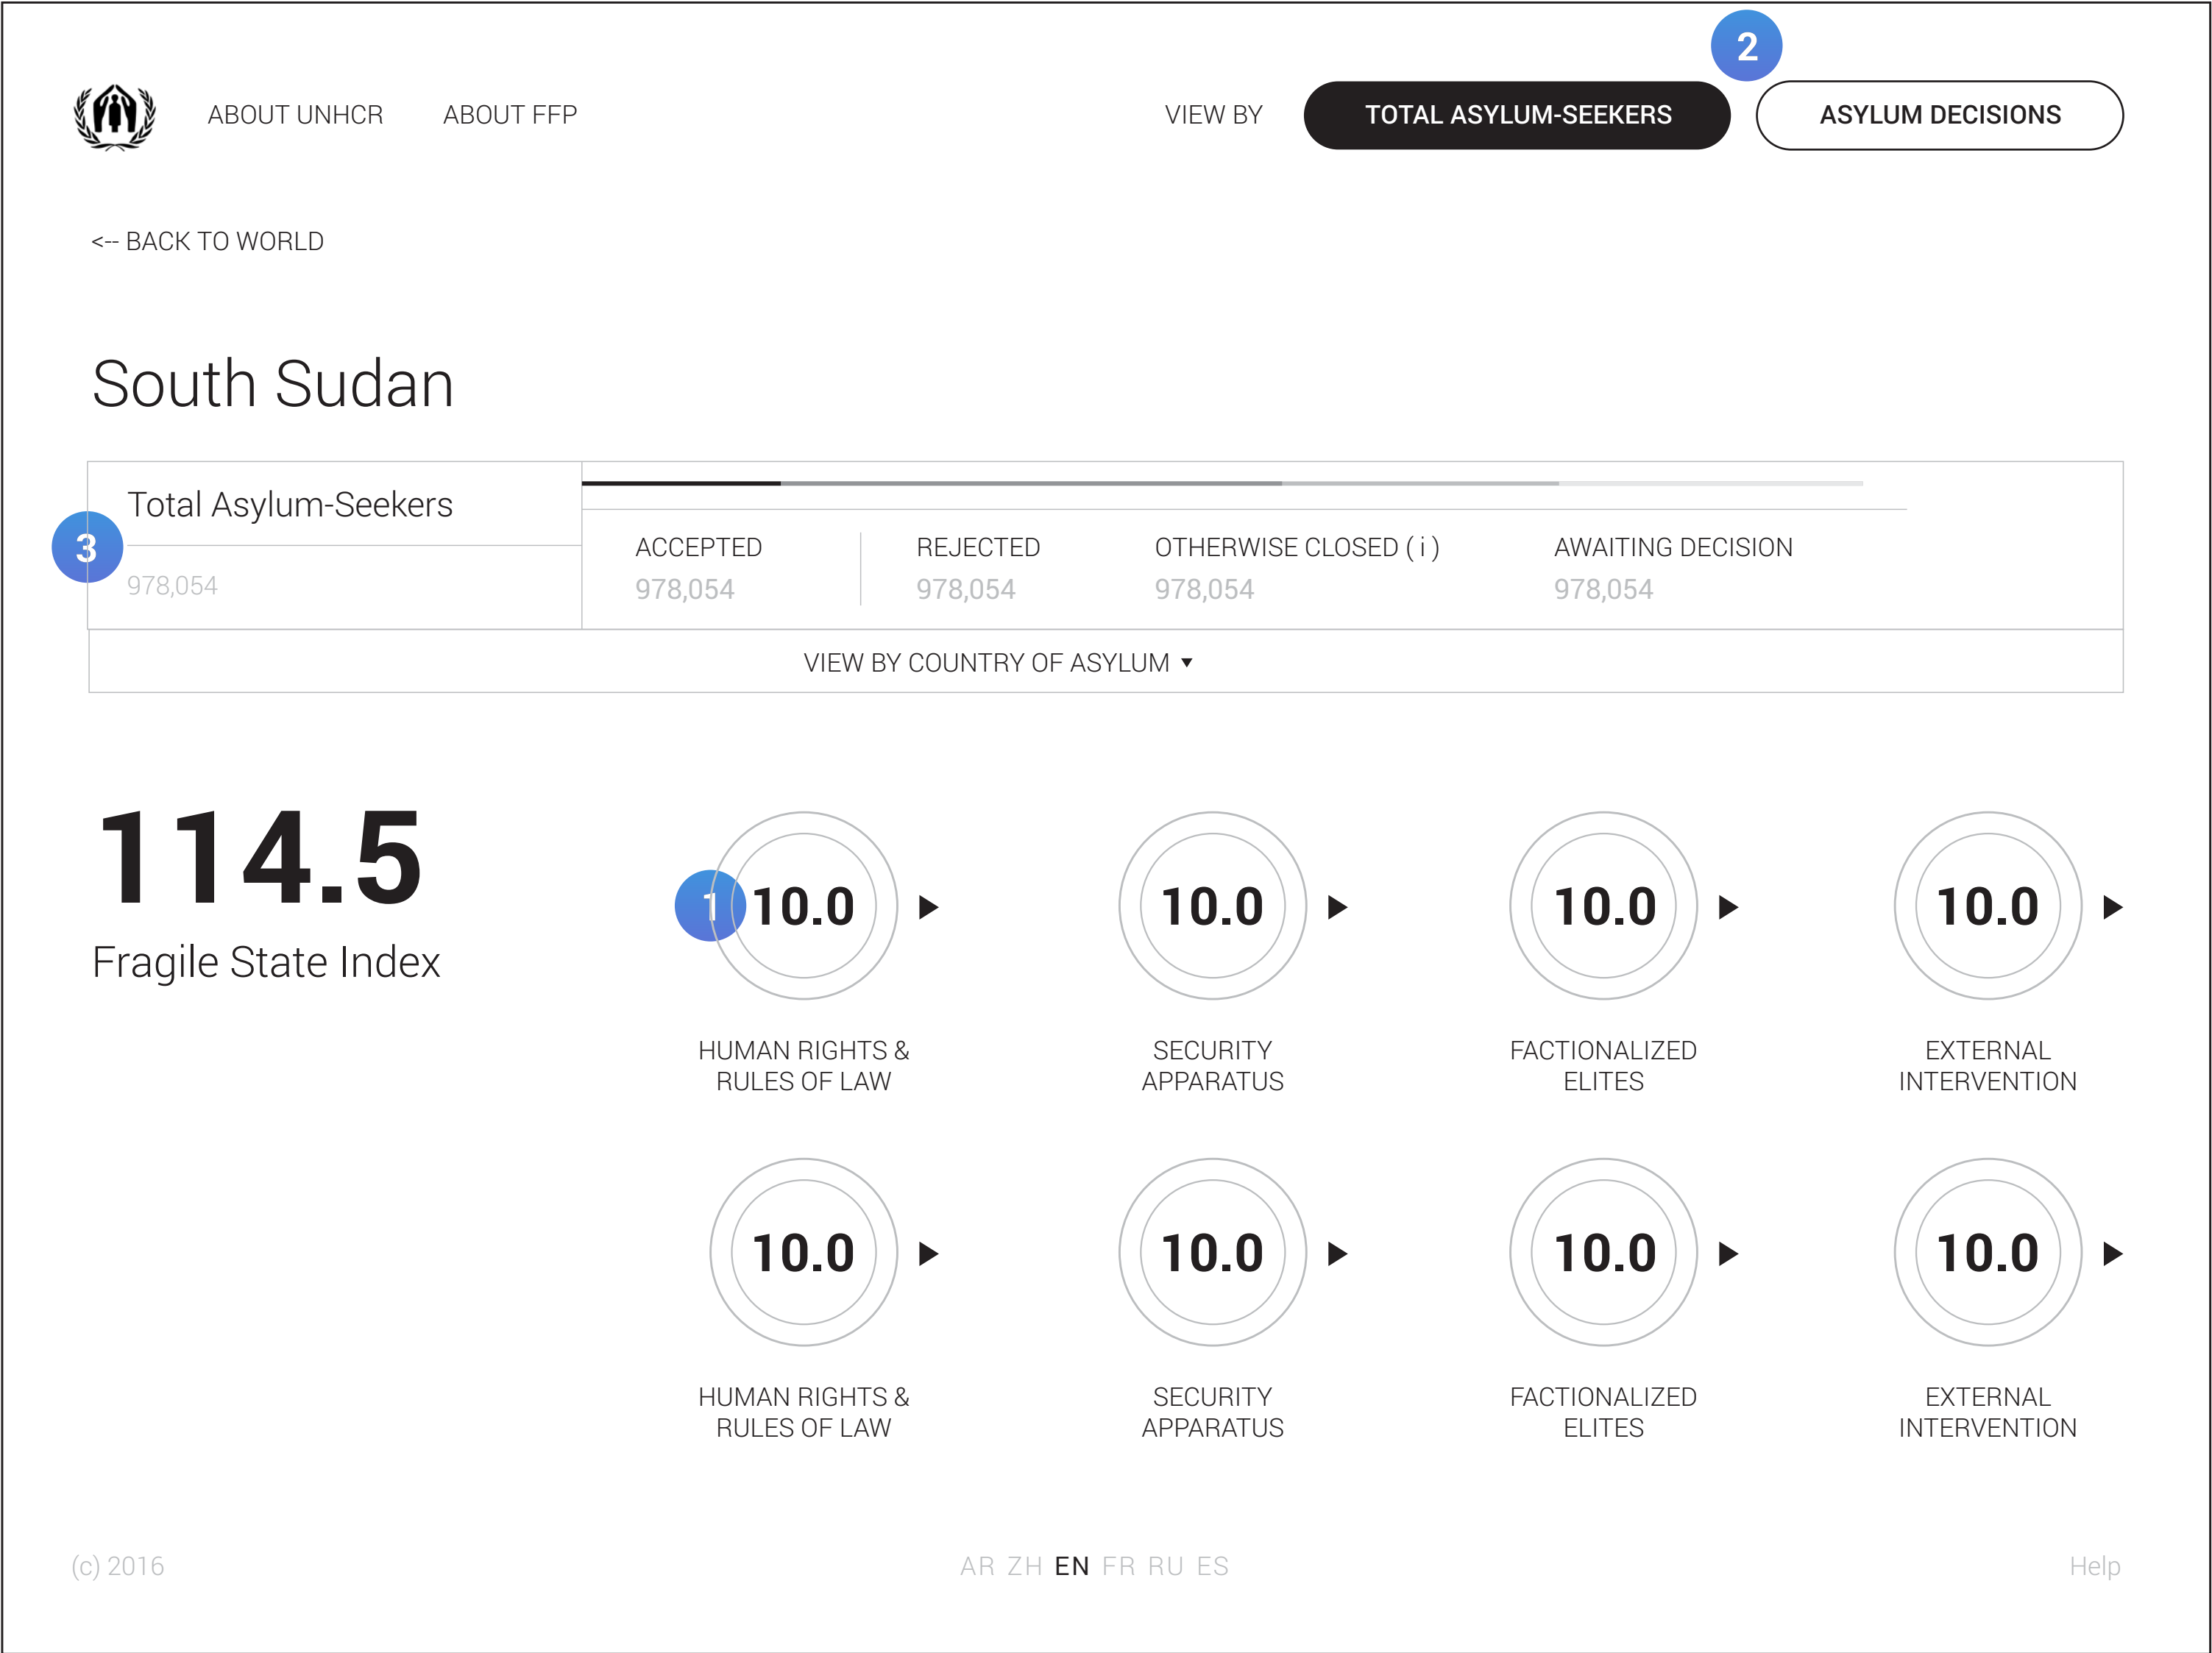 2
ABOUT UNHCR ABOUT FFP VIEW BY TOTAL ASYLUM-SEEKERS ASYLUM DECISIONS
<-- BACK TO WORLD
South Sudan
Total Asylum-Seekers
3
978,054
ACCEPTED REJECTED OTHERWISE CLOSED ( i ) AWAITING DECISION
978,054 978,054 978,054 978,054
VIEW BY COUNTRY OF ASYLUM ▼
114.5
Fragile State Index
1 10.0 ▶ 10.0 ▶ 10.0 ▶ 10.0 ▶
HUMAN RIGHTS & SECURITY FACTIONALIZED EXTERNAL
RULES OF LAW APPARATUS ELITES INTERVENTION
10.0 ▶ 10.0 ▶ 10.0 ▶ 10.0 ▶
HUMAN RIGHTS & SECURITY FACTIONALIZED EXTERNAL
RULES OF LAW APPARATUS ELITES INTERVENTION
(c) 2016 AR ZH EN FR RU ES Help